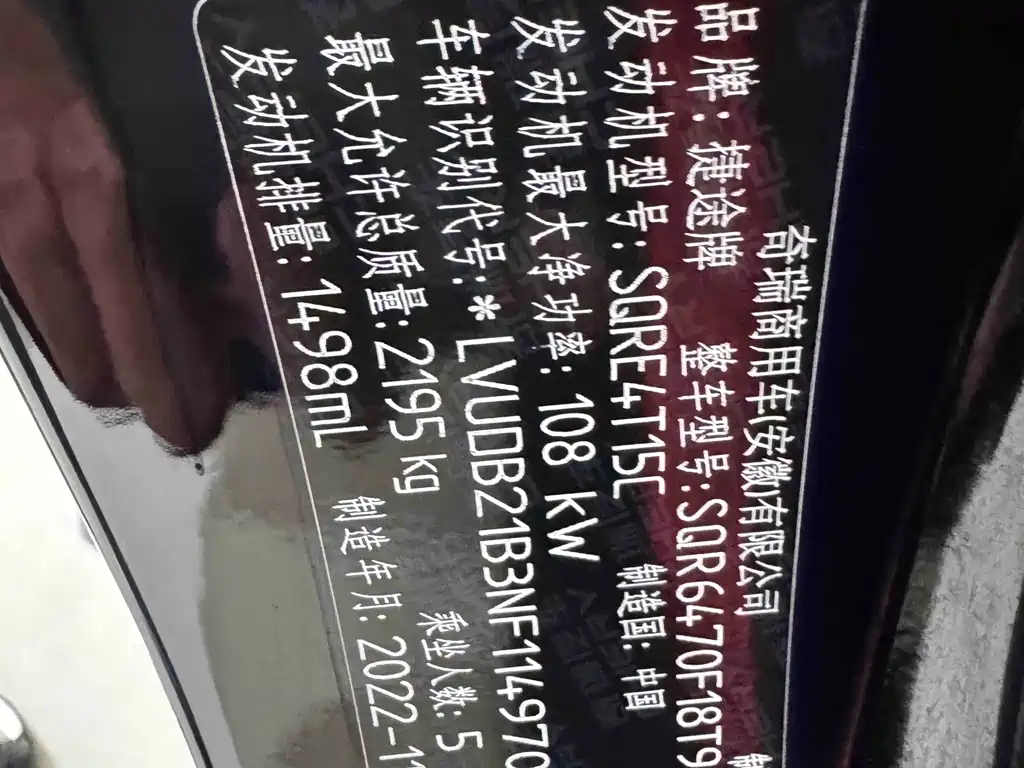 奇瑞商用车安徽有限公司
品牌: 捷途牌 整车型号: SQR6470F18T9
发动机型号: SQRE4T15C 制造国: 中国
发动机最大净功率: 108 kW
车辆识别代号: *LVUDB21B3NF114970
最大允许总质量: 2195 kg 乘坐人数: 5
发动机排量: 1498mL 制造年月: 2022-11